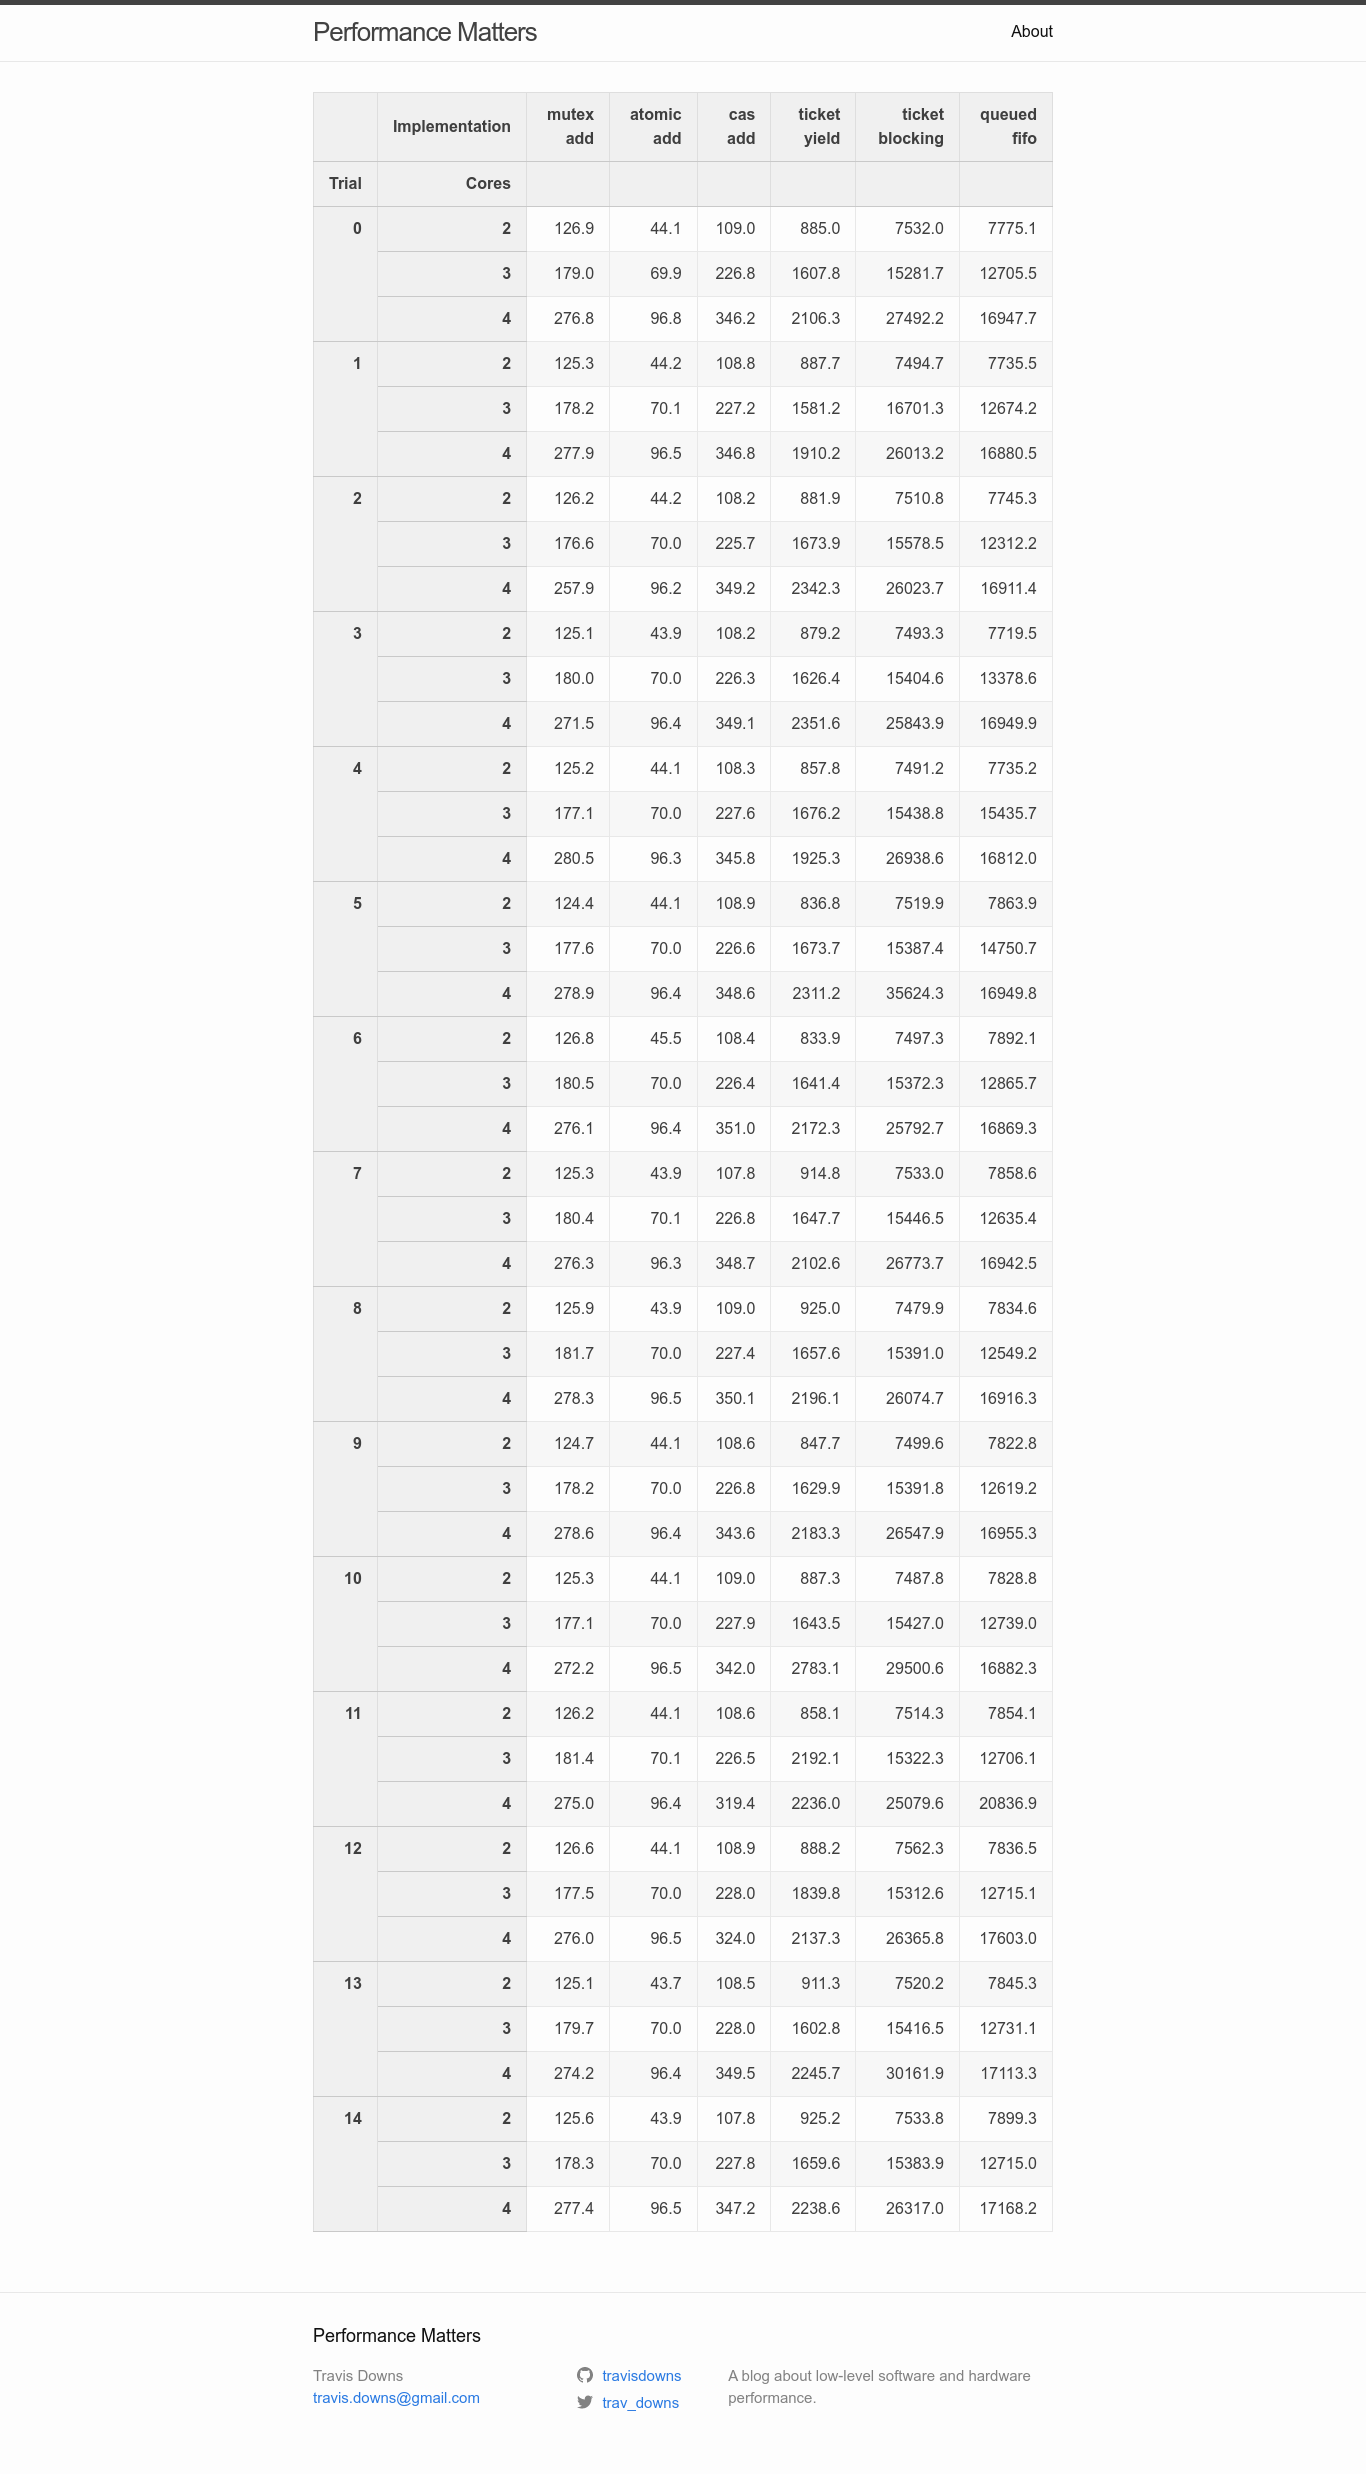 Performance Matters
About
Implementation mutex add atomic add cas add ticket yield ticket blocking queued fifo
Trial Cores
0 2 126.9 44.1 109.0 885.0 7532.0 7775.1
3 179.0 69.9 226.8 1607.8 15281.7 12705.5
4 276.8 96.8 346.2 2106.3 27492.2 16947.7
1 2 125.3 44.2 108.8 887.7 7494.7 7735.5
3 178.2 70.1 227.2 1581.2 16701.3 12674.2
4 277.9 96.5 346.8 1910.2 26013.2 16880.5
2 2 126.2 44.2 108.2 881.9 7510.8 7745.3
3 176.6 70.0 225.7 1673.9 15578.5 12312.2
4 257.9 96.2 349.2 2342.3 26023.7 16911.4
3 2 125.1 43.9 108.2 879.2 7493.3 7719.5
3 180.0 70.0 226.3 1626.4 15404.6 13378.6
4 271.5 96.4 349.1 2351.6 25843.9 16949.9
4 2 125.2 44.1 108.3 857.8 7491.2 7735.2
3 177.1 70.0 227.6 1676.2 15438.8 15435.7
4 280.5 96.3 345.8 1925.3 26938.6 16812.0
5 2 124.4 44.1 108.9 836.8 7519.9 7863.9
3 177.6 70.0 226.6 1673.7 15387.4 14750.7
4 278.9 96.4 348.6 2311.2 35624.3 16949.8
6 2 126.8 45.5 108.4 833.9 7497.3 7892.1
3 180.5 70.0 226.4 1641.4 15372.3 12865.7
4 276.1 96.4 351.0 2172.3 25792.7 16869.3
7 2 125.3 43.9 107.8 914.8 7533.0 7858.6
3 180.4 70.1 226.8 1647.7 15446.5 12635.4
4 276.3 96.3 348.7 2102.6 26773.7 16942.5
8 2 125.9 43.9 109.0 925.0 7479.9 7834.6
3 181.7 70.0 227.4 1657.6 15391.0 12549.2
4 278.3 96.5 350.1 2196.1 26074.7 16916.3
9 2 124.7 44.1 108.6 847.7 7499.6 7822.8
3 178.2 70.0 226.8 1629.9 15391.8 12619.2
4 278.6 96.4 343.6 2183.3 26547.9 16955.3
10 2 125.3 44.1 109.0 887.3 7487.8 7828.8
3 177.1 70.0 227.9 1643.5 15427.0 12739.0
4 272.2 96.5 342.0 2783.1 29500.6 16882.3
11 2 126.2 44.1 108.6 858.1 7514.3 7854.1
3 181.4 70.1 226.5 2192.1 15322.3 12706.1
4 275.0 96.4 319.4 2236.0 25079.6 20836.9
12 2 126.6 44.1 108.9 888.2 7562.3 7836.5
3 177.5 70.0 228.0 1839.8 15312.6 12715.1
4 276.0 96.5 324.0 2137.3 26365.8 17603.0
13 2 125.1 43.7 108.5 911.3 7520.2 7845.3
3 179.7 70.0 228.0 1602.8 15416.5 12731.1
4 274.2 96.4 349.5 2245.7 30161.9 17113.3
14 2 125.6 43.9 107.8 925.2 7533.8 7899.3
3 178.3 70.0 227.8 1659.6 15383.9 12715.0
4 277.4 96.5 347.2 2238.6 26317.0 17168.2
Performance Matters
Travis Downs
travis.downs@gmail.com
travisdowns
trav_downs
A blog about low-level software and hardware
performance.